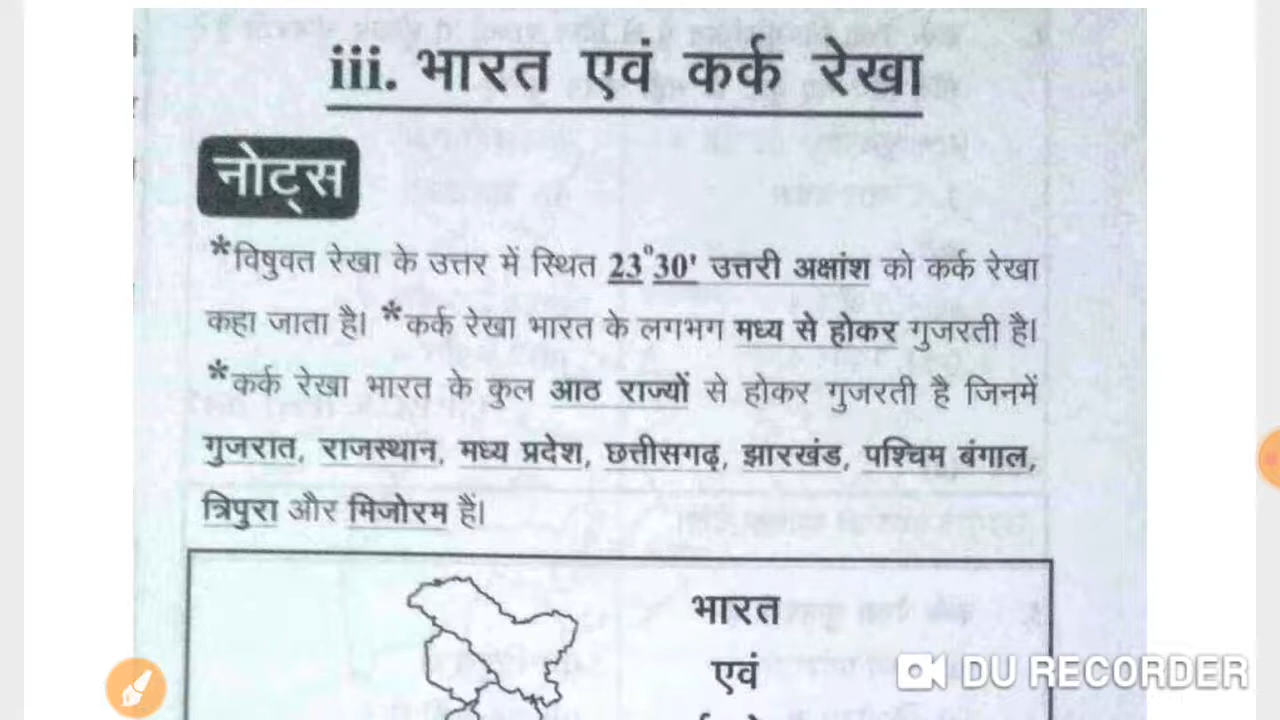 iii. भारत एवं कर्क रेखा
नोट्स
*विषुवत रेखा के उत्तर में स्थित 23°30' उत्तरी अक्षांश को कर्क रेखा
कहा जाता है। *कर्क रेखा भारत के लगभग मध्य से होकर गुजरती है।
*कर्क रेखा भारत के कुल आठ राज्यों से होकर गुजरती है जिनमें
गुजरात, राजस्थान, मध्य प्रदेश, छत्तीसगढ़, झारखंड, पश्चिम बंगाल,
त्रिपुरा और मिजोरम हैं।
भारत
एवं
DU RECORDER